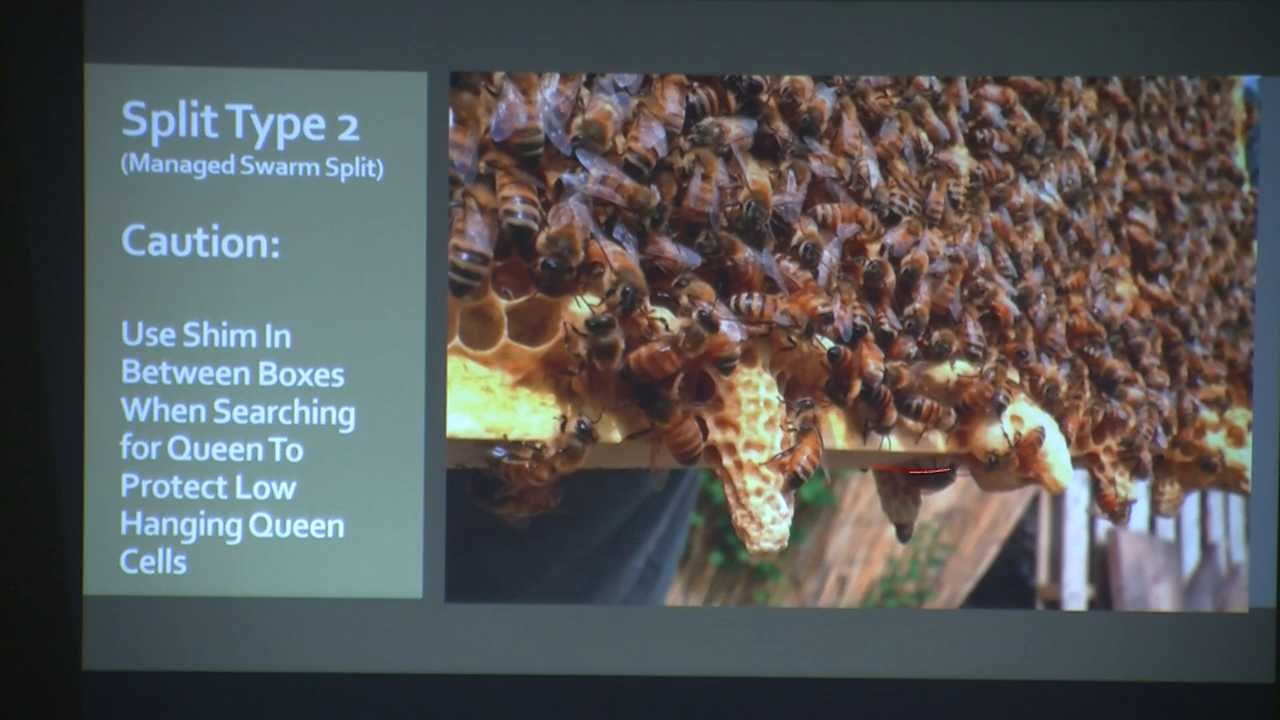 Split Type 2
(Managed Swarm Split)
Caution:
Use Shim In
Between Boxes
When Searching
for Queen To
Protect Low
Hanging Queen
Cells